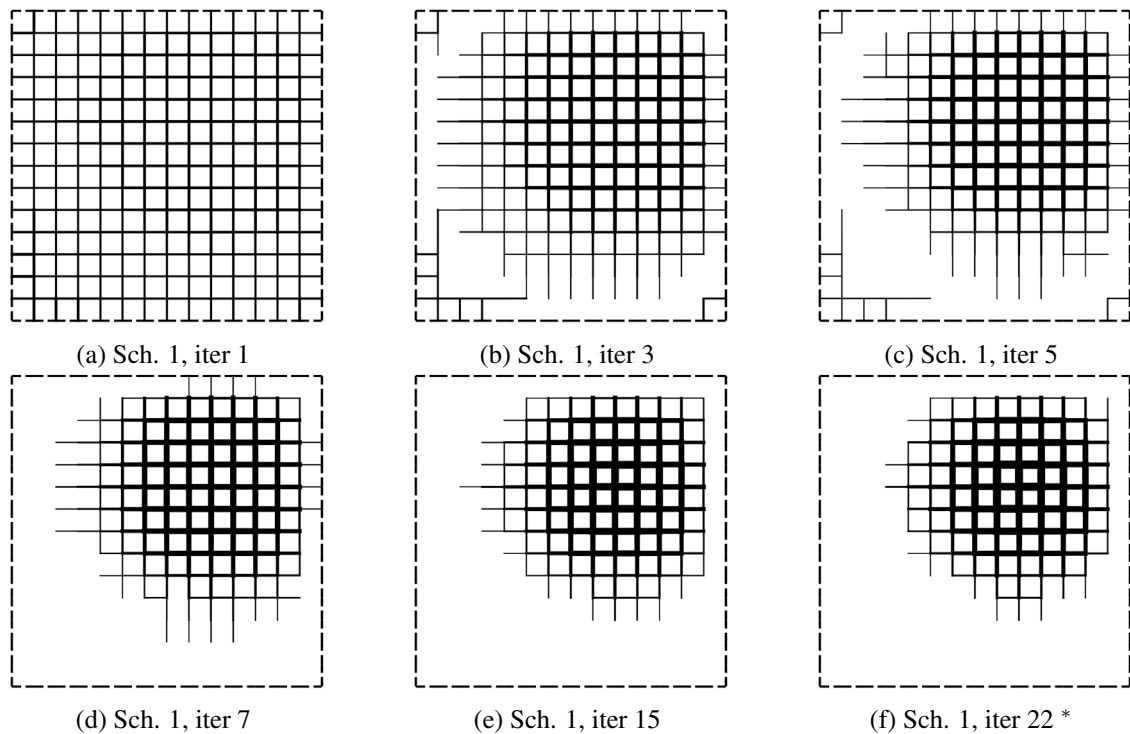 (a) Sch. 1, iter 1
(b) Sch. 1, iter 3
(c) Sch. 1, iter 5
(d) Sch. 1, iter 7
(e) Sch. 1, iter 15
(f) Sch. 1, iter 22 *